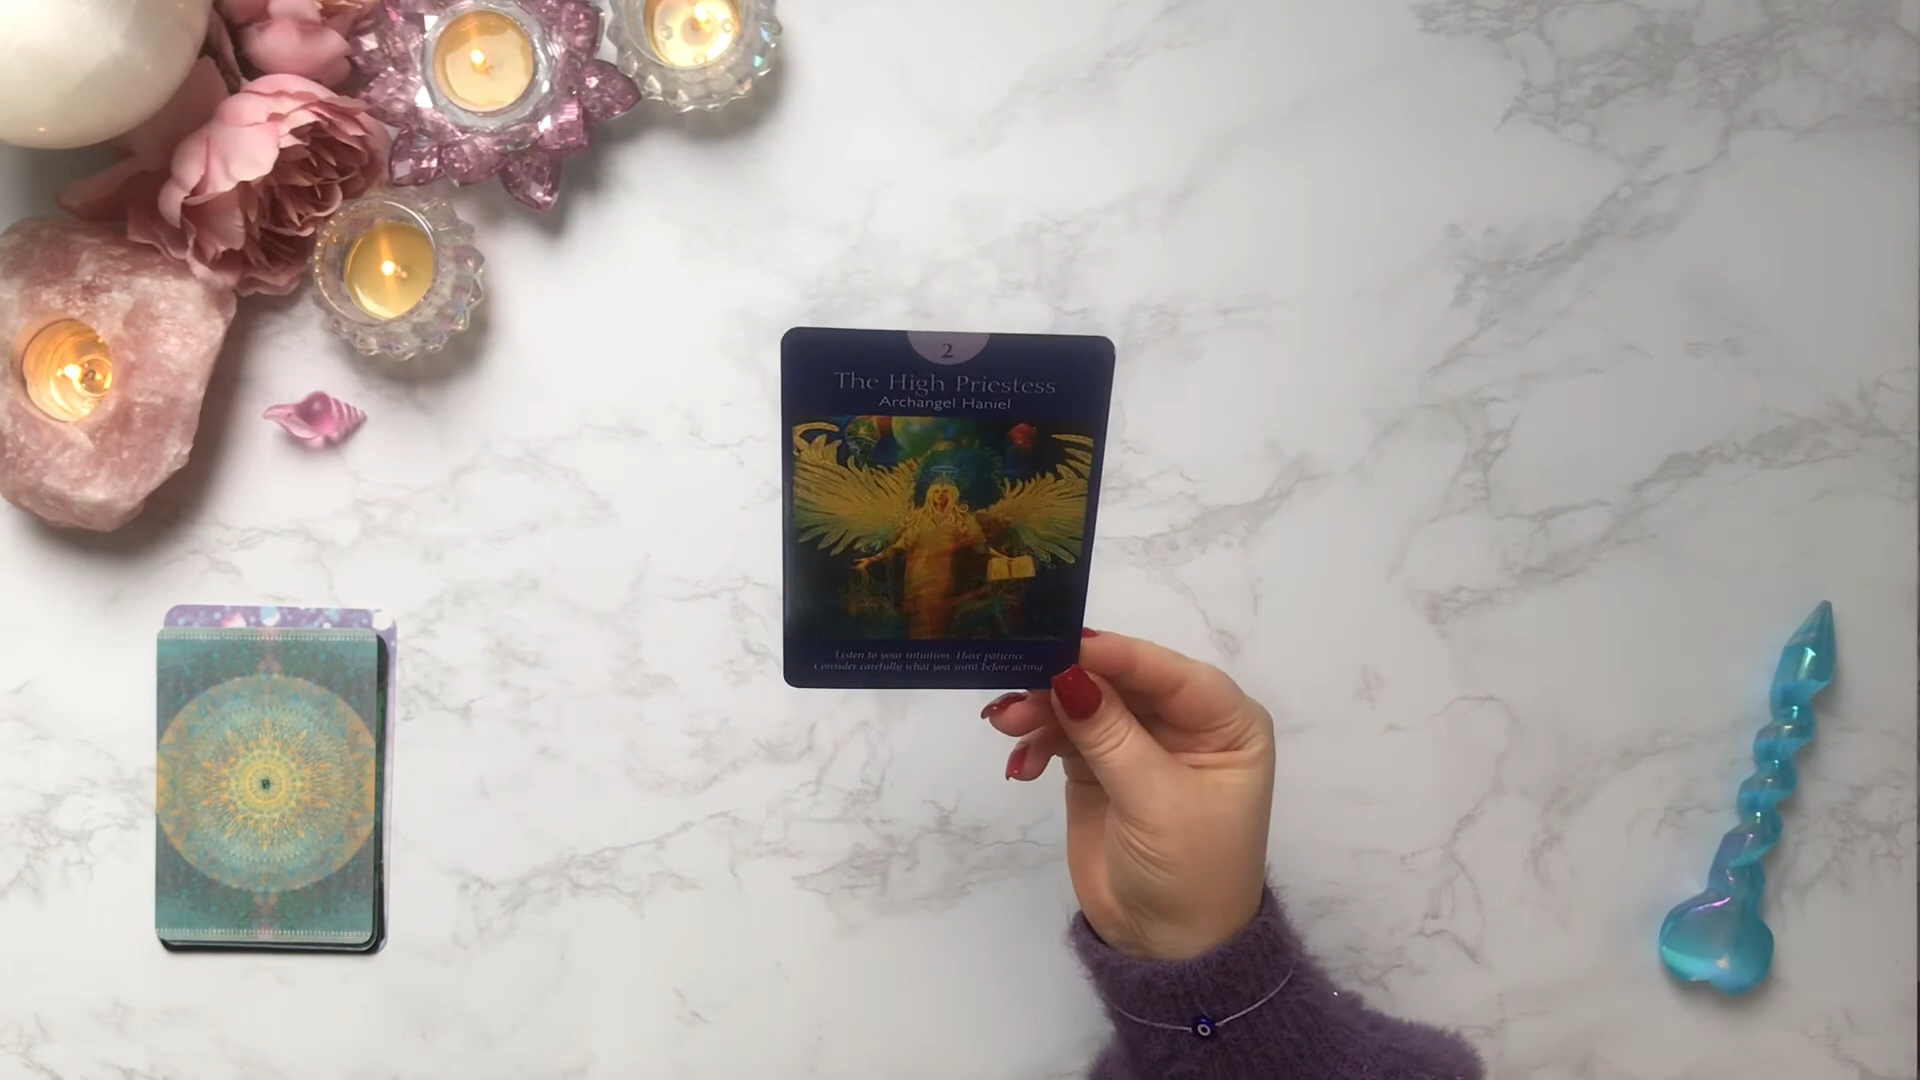 2
The High Priestess
Archangel Haniel
Listen to your intuition. Have patience.
Consider carefully what you want before acting.